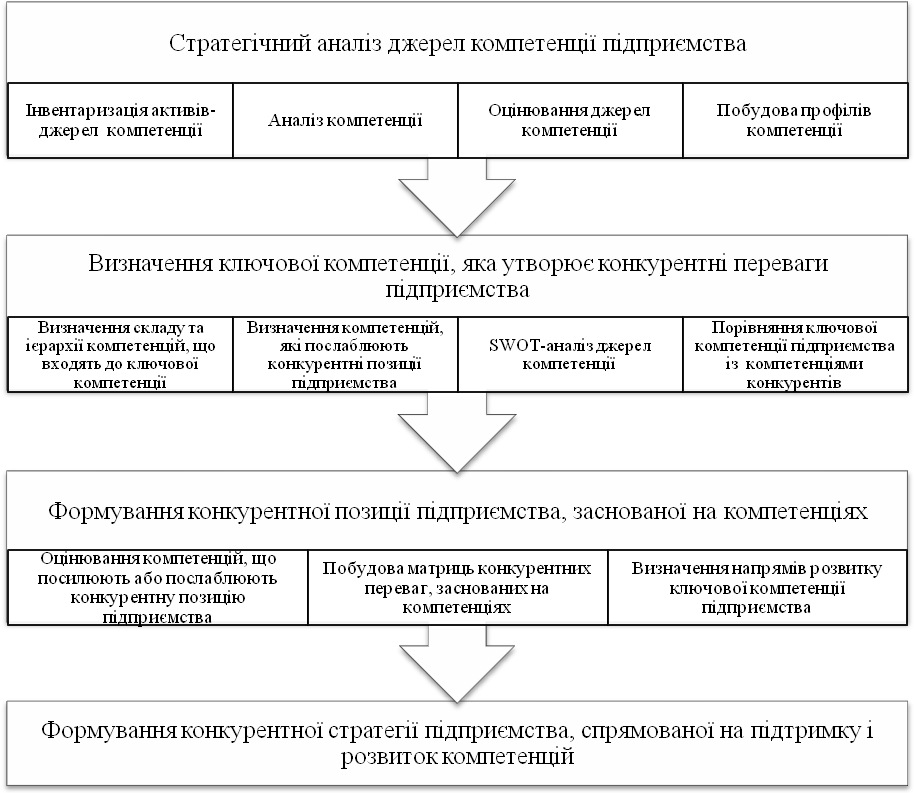 Стратегічний аналіз джерел компетенції підприємства
Інвентаризація активів-
джерел компетенції
Аналіз компетенції
Оцінювання джерел
компетенції
Побудова профілів
компетенції
Визначення ключової компетенції, яка утворює конкурентні переваги
підприємства
Визначення складу та
ієрархії компетенцій, що
входять до ключової
компетенції
Визначення компетенцій,
які послаблюють
конкурентні позиції
підприємства
SWOT-аналіз джерел
компетенції
Порівняння ключової
компетенції підприємства
із компетенціями
конкурентів
Формування конкурентної позиції підприємства, заснованої на компетенціях
Оцінювання компетенцій, що
посилюють або послаблюють
конкурентну позицію
підприємства
Побудова матриць конкурентних
переваг, заснованих на
компетенціях
Визначення напрямів розвитку
ключової компетенції
підприємства
Формування конкурентної стратегії підприємства, спрямованої на підтримку і
розвиток компетенцій